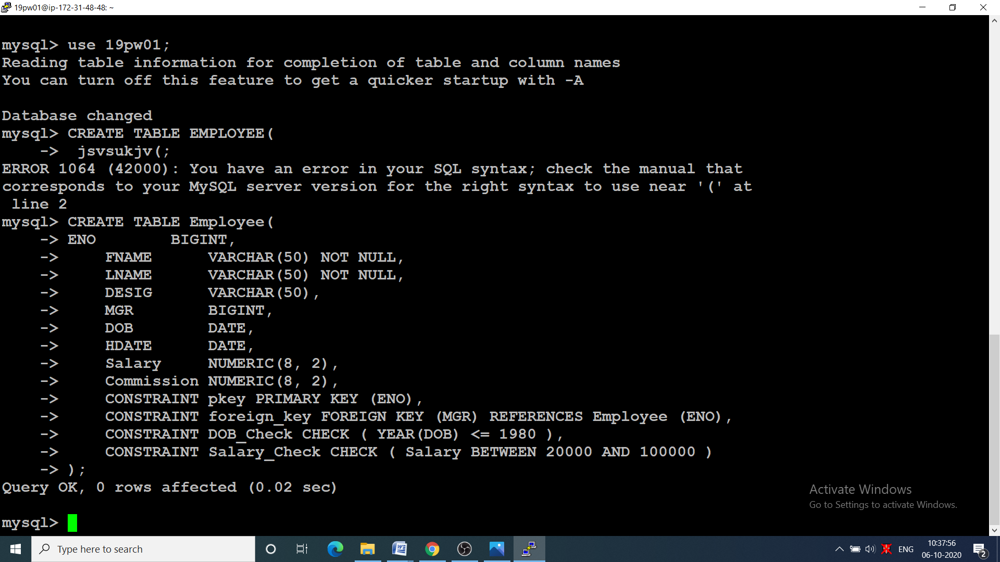 19pw01@ip-172-31-48-48: ~
mysql> use 19pw01;
Reading table information for completion of table and column names
You can turn off this feature to get a quicker startup with -A
Database changed
mysql> CREATE TABLE EMPLOYEE(
    ->  jsvsukjv(;
ERROR 1064 (42000): You have an error in your SQL syntax; check the manual that
corresponds to your MySQL server version for the right syntax to use near '(' at
 line 2
mysql> CREATE TABLE Employee(
    -> ENO        BIGINT,
    ->     FNAME      VARCHAR(50) NOT NULL,
    ->     LNAME      VARCHAR(50) NOT NULL,
    ->     DESIG      VARCHAR(50),
    ->     MGR        BIGINT,
    ->     DOB        DATE,
    ->     HDATE      DATE,
    ->     Salary     NUMERIC(8, 2),
    ->     Commission NUMERIC(8, 2),
    ->     CONSTRAINT pkey PRIMARY KEY (ENO),
    ->     CONSTRAINT foreign_key FOREIGN KEY (MGR) REFERENCES Employee (ENO),
    ->     CONSTRAINT DOB_Check CHECK ( YEAR(DOB) <= 1980 ),
    ->     CONSTRAINT Salary_Check CHECK ( Salary BETWEEN 20000 AND 100000 )
    -> );
Query OK, 0 rows affected (0.02 sec)
Activate Windows
Go to Settings to activate Windows.
mysql>
Type here to search
ENG
10:37:56
06-10-2020
2